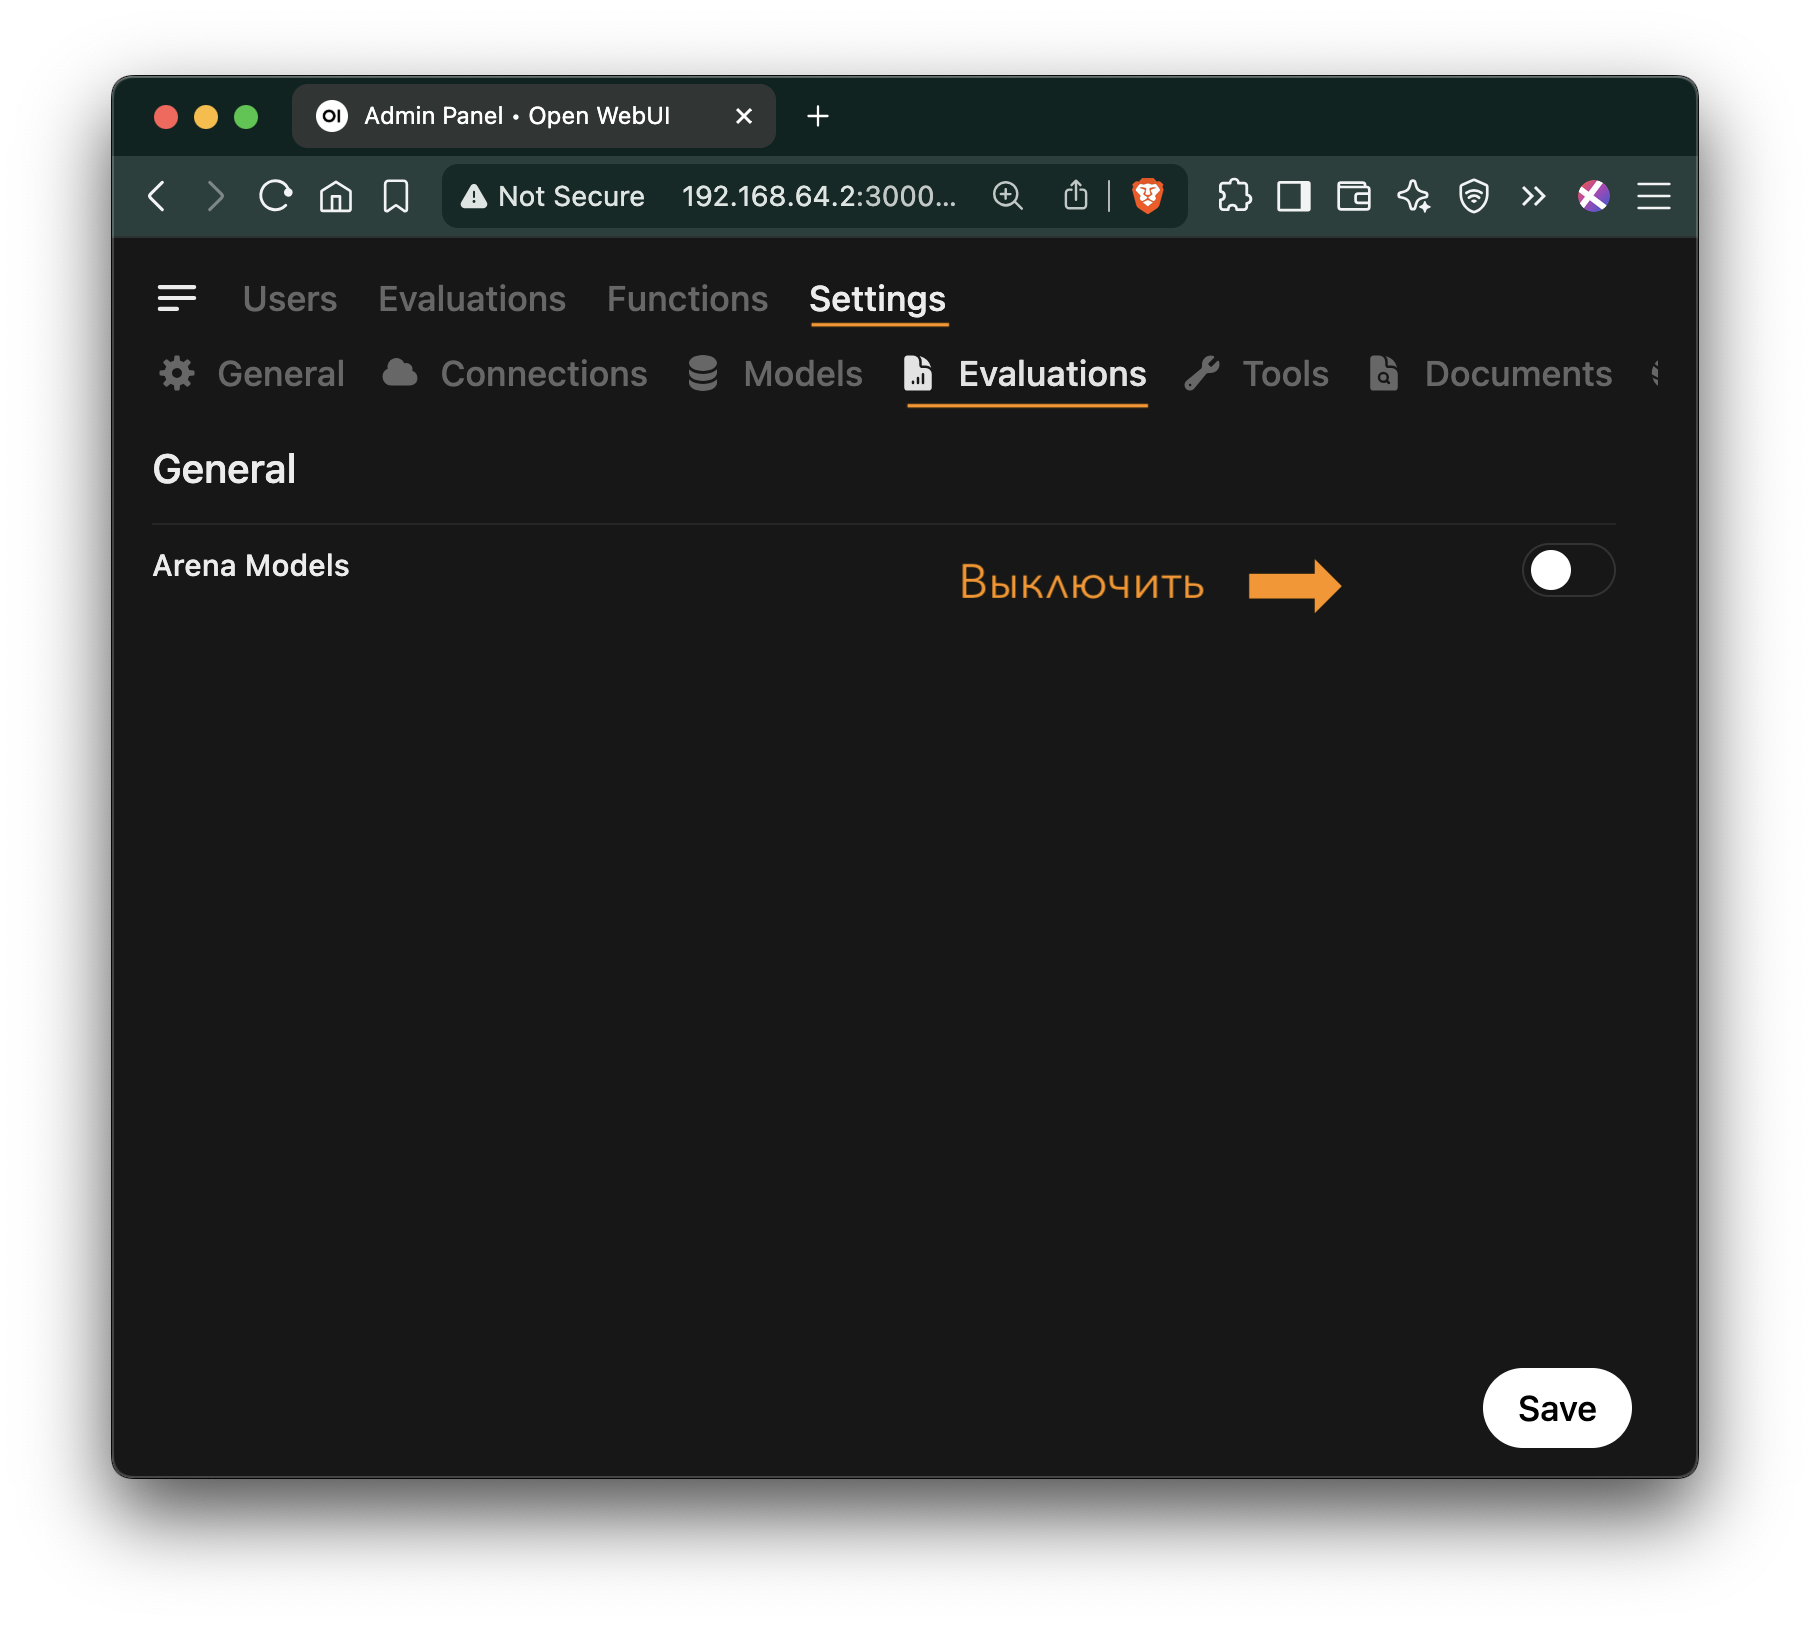 Admin Panel • Open WebUI
Not Secure 192.168.64.2:3000...
Users Evaluations Functions Settings
General Connections Models Evaluations Tools Documents
General
Arena Models
Выключить
Save